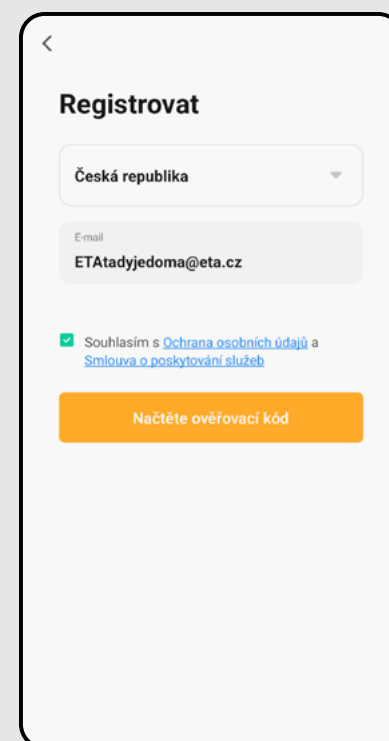 Registrovat
Česká republika
E-mail
ETAtadyjedoma@eta.cz
Souhlasím s Ochrana osobních údajů a
Smlouva o poskytování služeb
Načtěte ověřovací kód